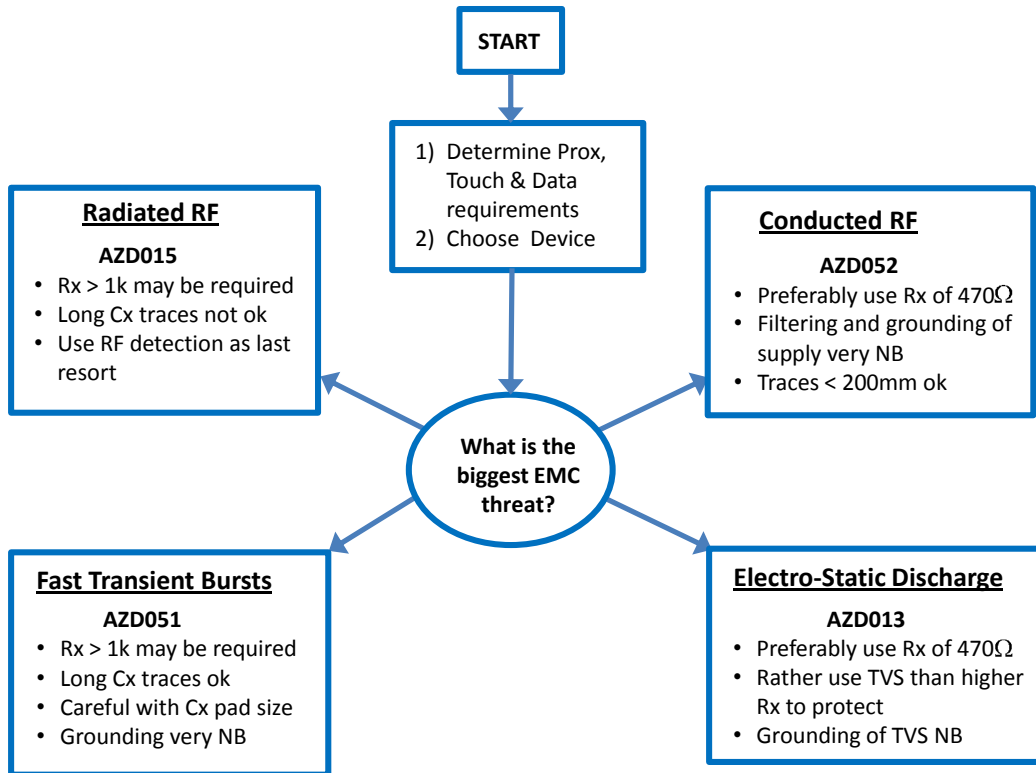 START
1) Determine Prox,
Touch & Data
requirements
2) Choose Device
Radiated RF
AZD015
• Rx > 1k may be required
• Long Cx traces not ok
• Use RF detection as last
resort
Conducted RF
AZD052
• Preferably use Rx of 470Ω
• Filtering and grounding of
supply very NB
• Traces < 200mm ok
What is the
biggest EMC
threat?
Fast Transient Bursts
AZD051
• Rx > 1k may be required
• Long Cx traces ok
• Careful with Cx pad size
• Grounding very NB
Electro-Static Discharge
AZD013
• Preferably use Rx of 470Ω
• Rather use TVS than higher
Rx to protect
• Grounding of TVS NB